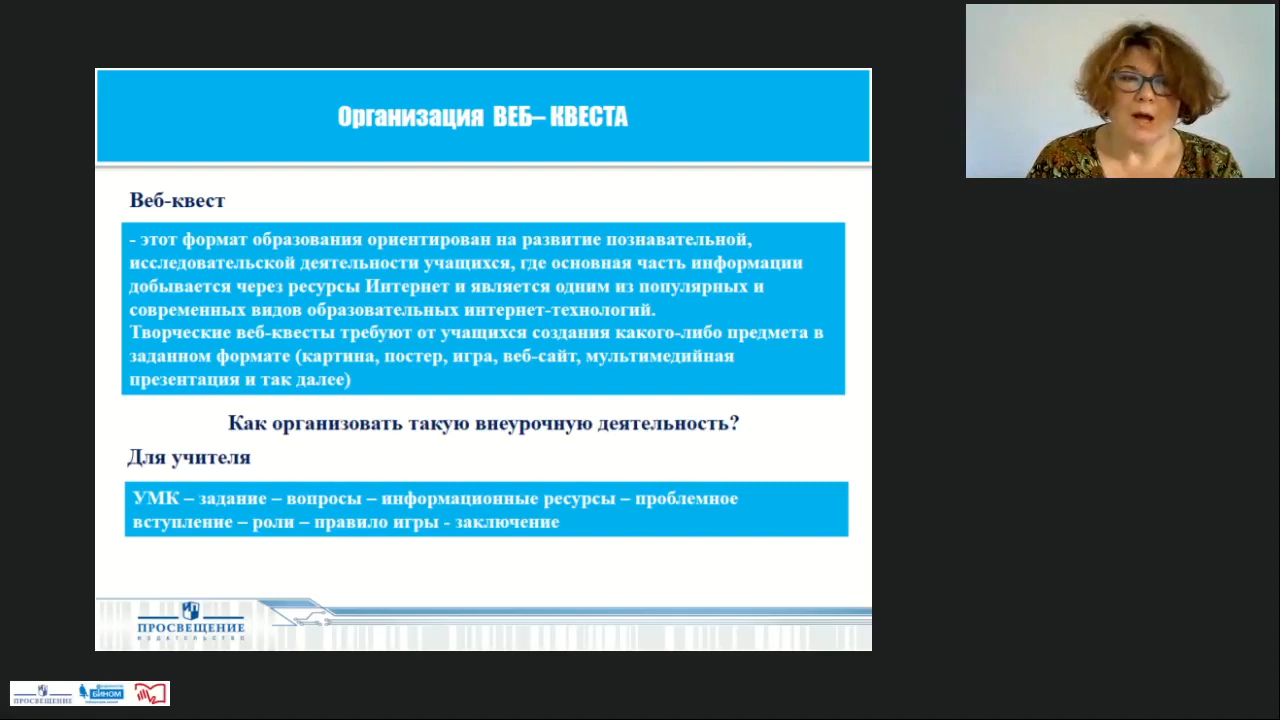 Организация ВЕБ– КВЕСТА
Веб-квест
- этот формат образования ориентирован на развитие познавательной,
исследовательской деятельности учащихся, где основная часть информации
добывается через ресурсы Интернет и является одним из популярных и
современных видов образовательных интернет-технологий.
Творческие веб-квесты требуют от учащихся создания какого-либо предмета в
заданном формате (картина, постер, игра, веб-сайт, мультимедийная
презентация и так далее)
Как организовать такую внеурочную деятельность?
Для учителя
УМК – задание – вопросы – информационные ресурсы – проблемное
вступление – роли – правило игры - заключение
ПРОСВЕЩЕНИЕ
ИЗДАТЕЛЬСТВО
ПРОСВЕЩЕНИЕ
БИНОМ